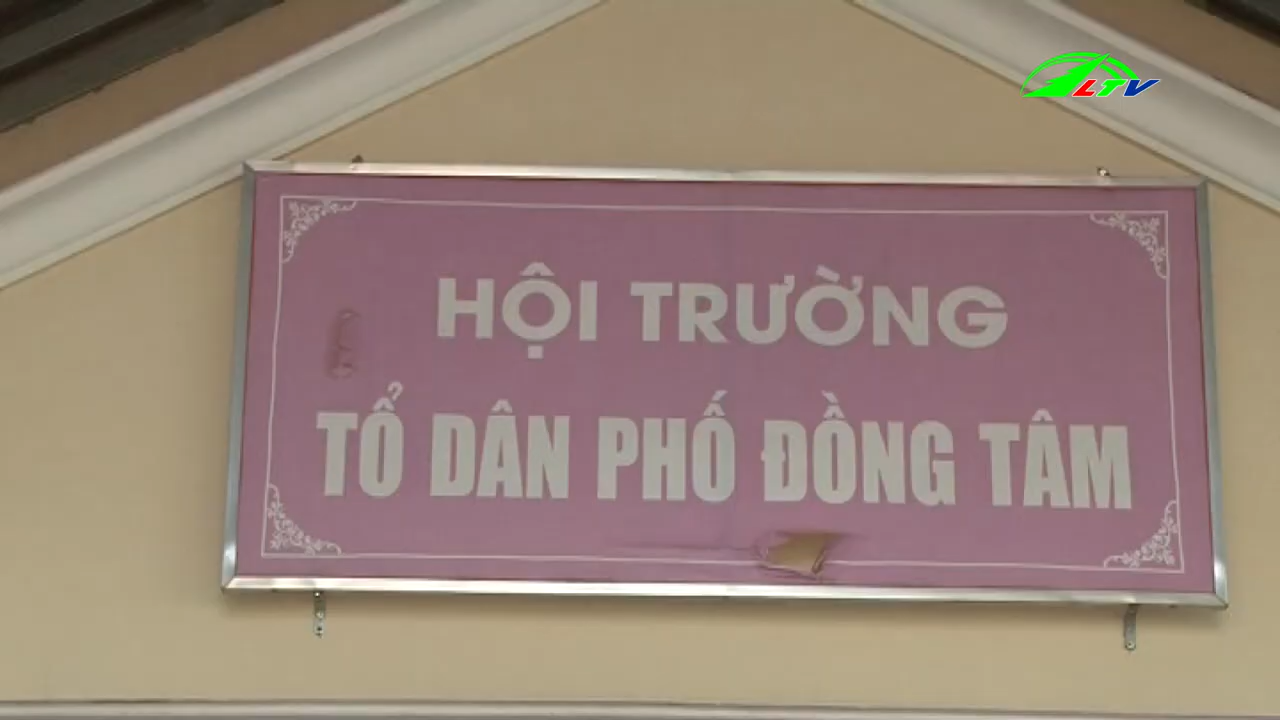 LTV
HỘI TRƯỜNG
TỔ DÂN PHỐ ĐỒNG TÂM